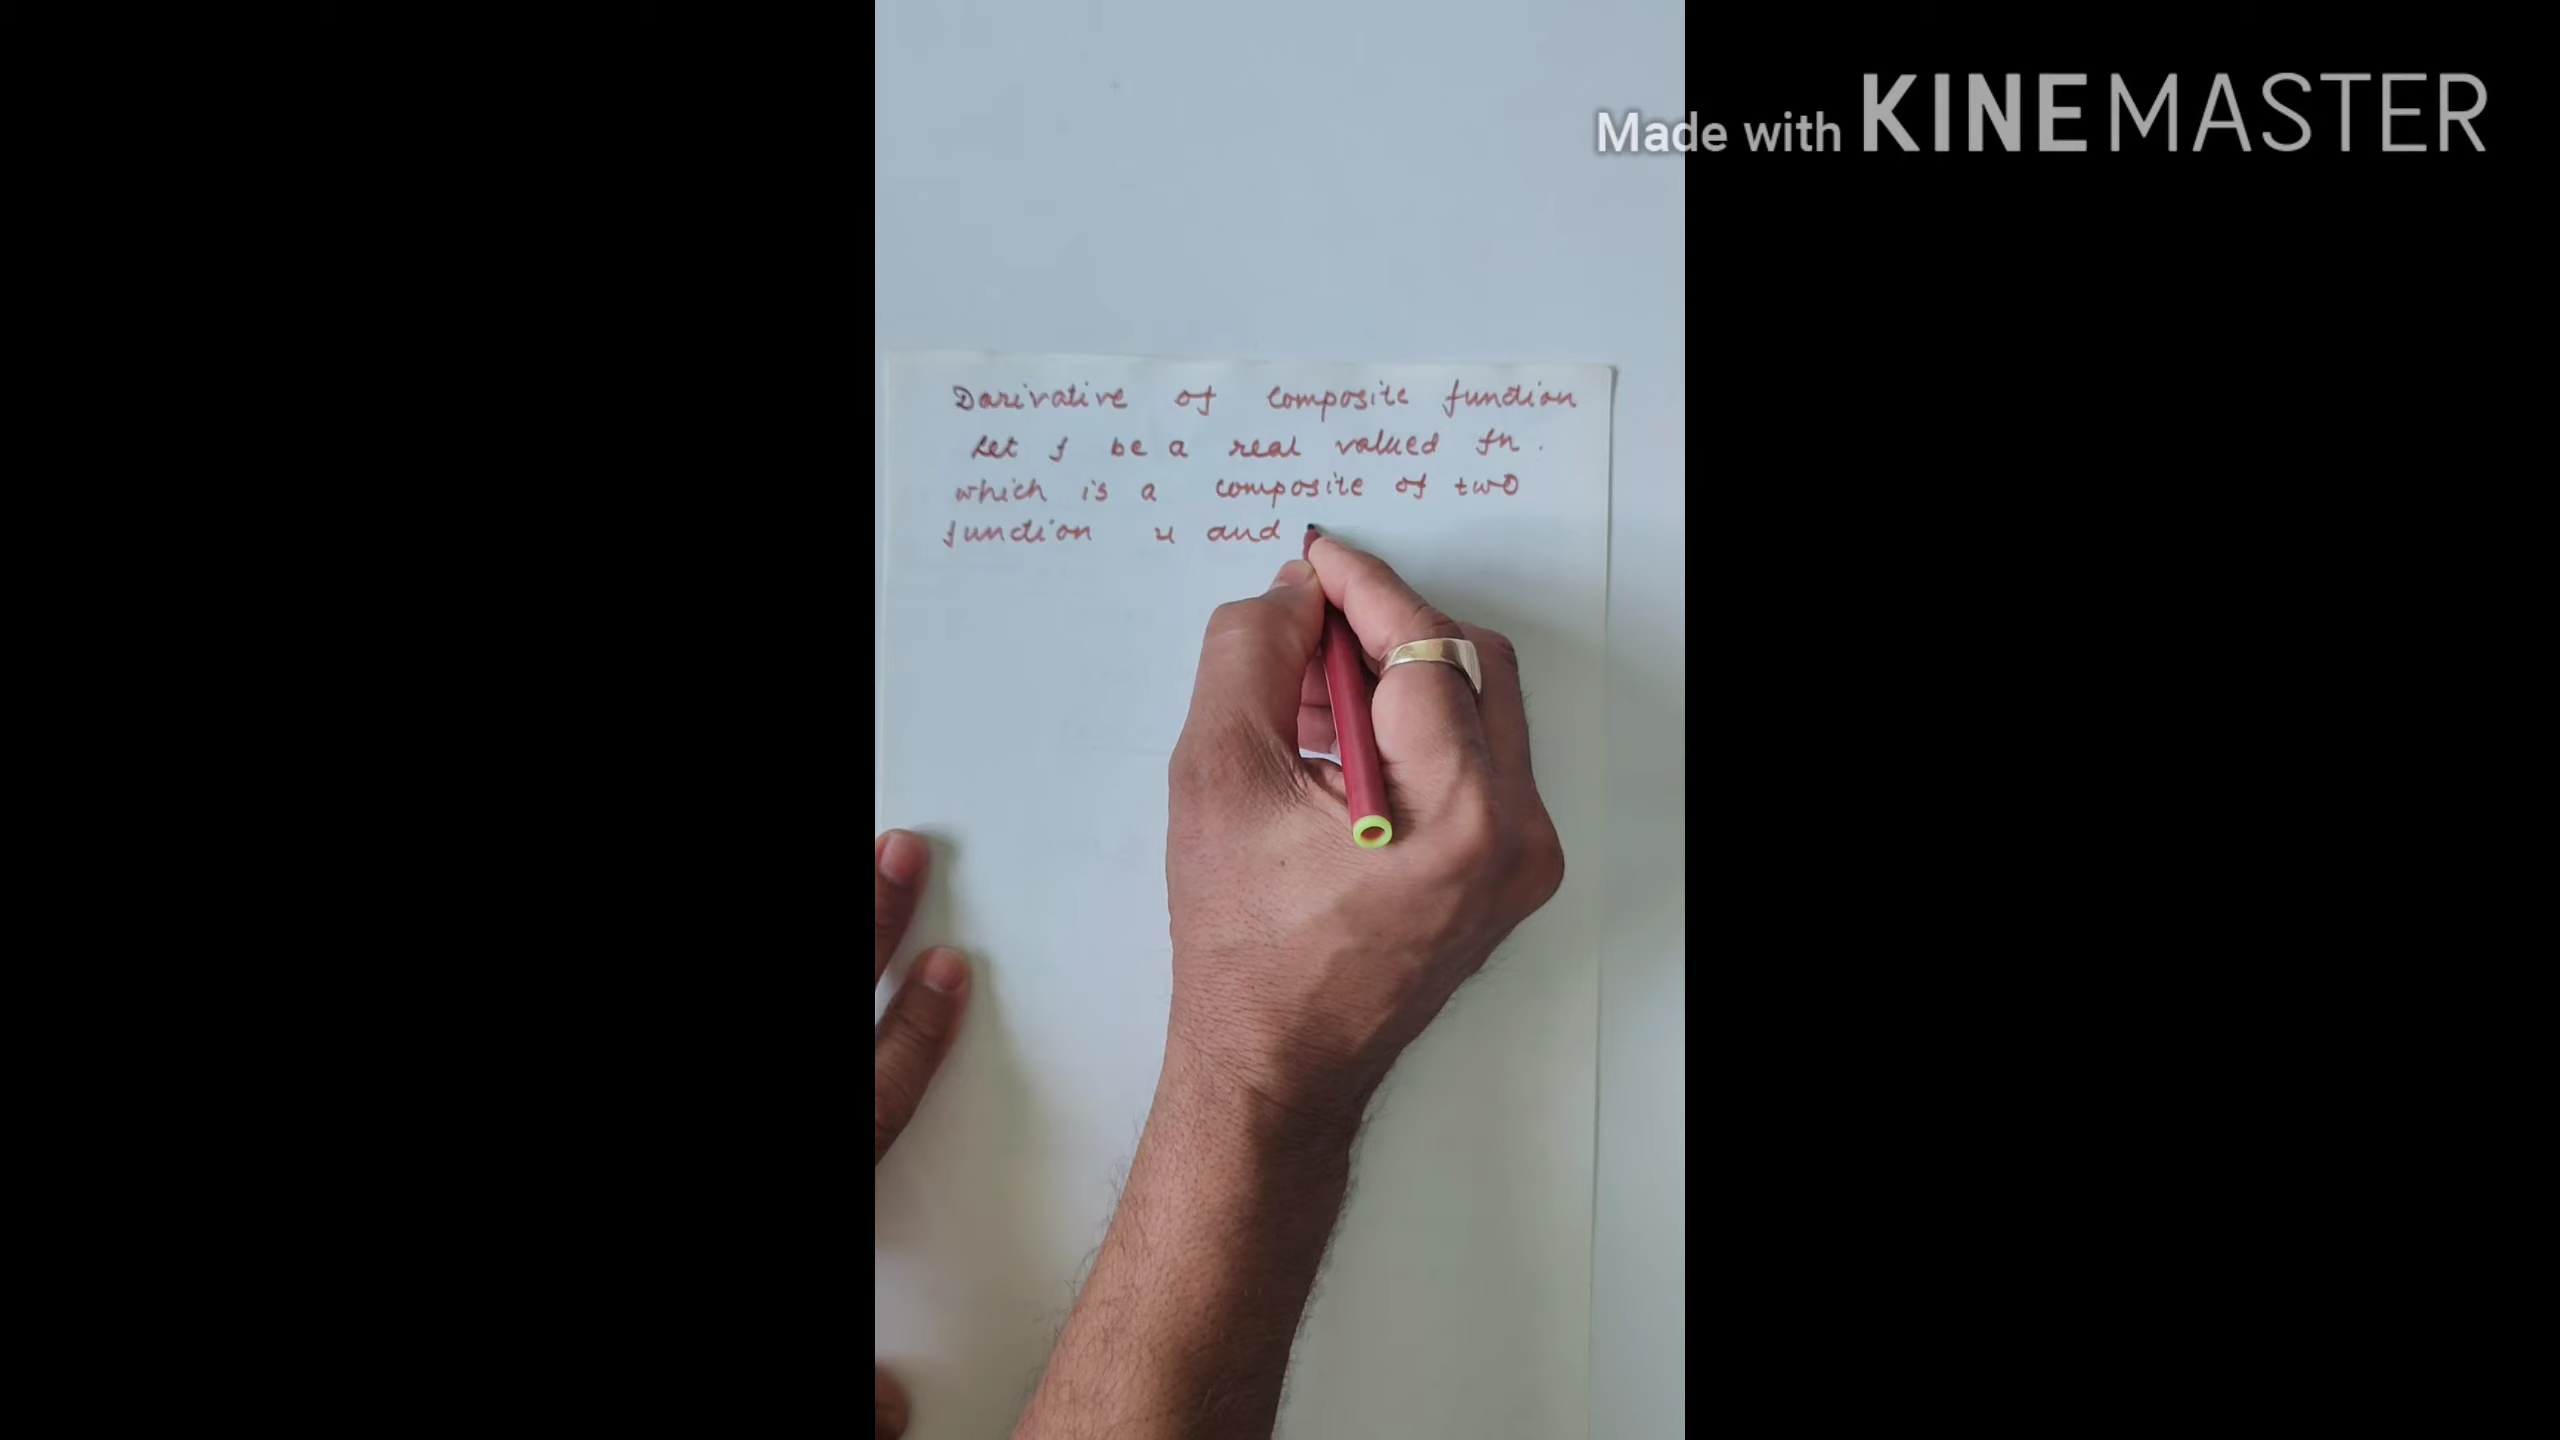 Made with KINEMASTER
Darivative of composite function
Let f be a real valued fn.
which is a composite of two
function u and